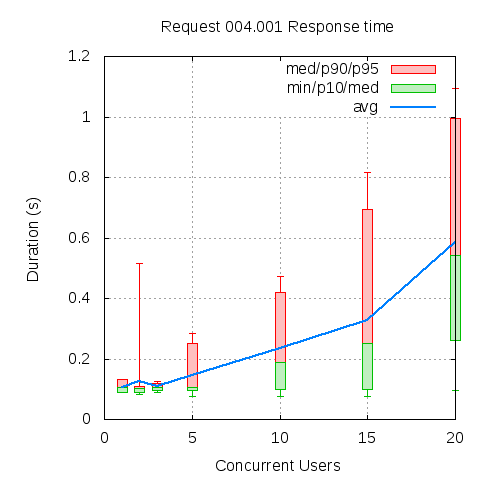 Request 004.001 Response time
med/p90/p95
min/p10/med
avg
1.2
1
0.8
0.6
0.4
0.2
0
Duration (s)
0 5 10 15 20
Concurrent Users